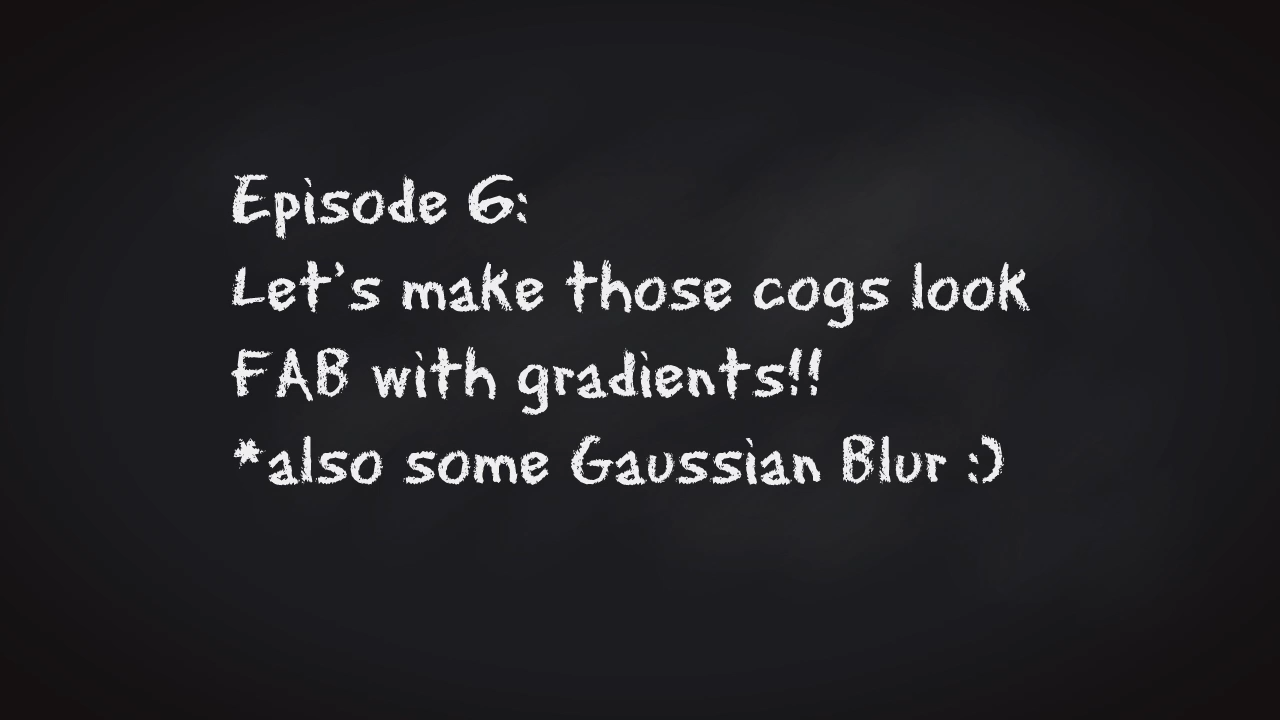 Episode 6:
Let's make those cogs look
FAB with gradients!!
*also some Gaussian Blur :)